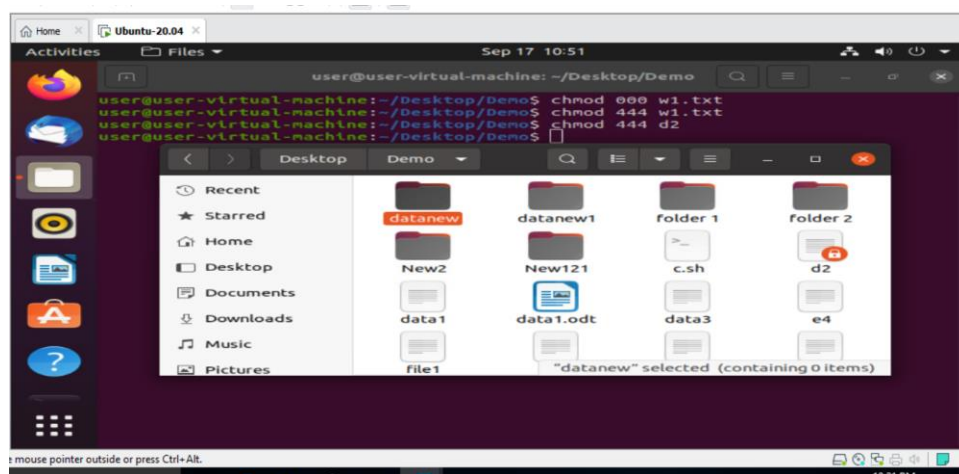 Home × Ubuntu-20.04 ×
Activities Files Sep 17 10:51
user@user-virtual-machine: ~/Desktop/Demo
user@user-virtual-machine:~/Desktop/Demo$ chmod 000 w1.txt
user@user-virtual-machine:~/Desktop/Demo$ chmod 444 w1.txt
user@user-virtual-machine:~/Desktop/Demo$ chmod 444 d2
user@user-virtual-machine:~/Desktop/Demo$
Desktop Demo
Recent
Starred
Home
Desktop
Documents
Downloads
Music
Pictures
datanew datanew1 folder 1 folder 2
New2 New121 c.sh d2
data1 data1.odt data3 e4
file1 "datanew" selected (containing 0 items)
mouse pointer outside or press Ctrl+Alt.